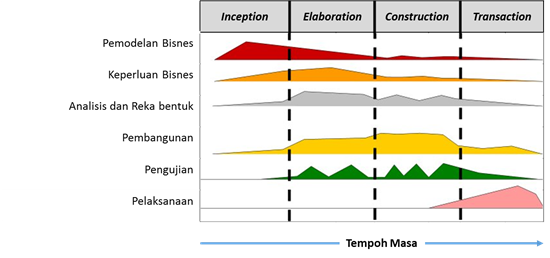 Inception Elaboration Construction Transaction
Pemodelan Bisnes
Keperluan Bisnes
Analisis dan Reka bentuk
Pembangunan
Pengujian
Pelaksanaan
Tempoh Masa